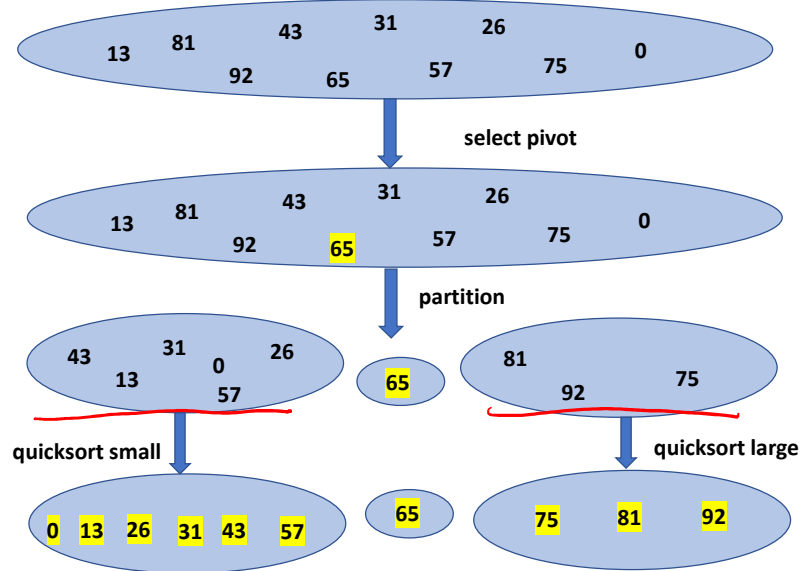 13 81 43 31 26 0
92 65 57 75
select pivot
13 81 43 31 26 0
92 65 57 75
partition
43 31 0 26
13 57
65
81 75
92
quicksort small
quicksort large
0 13 26 31 43 57
65
75 81 92